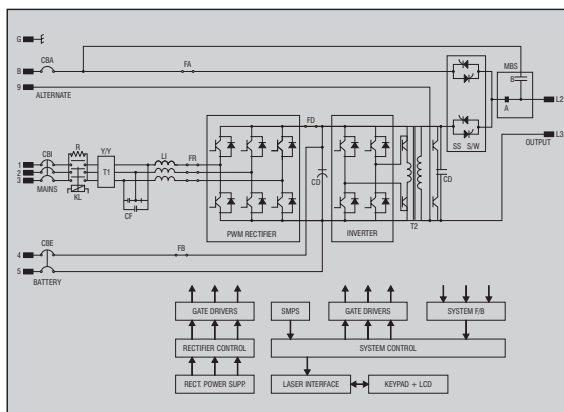 G
CBA
8
FA
MBS
B
9
ALTERNATE
A
L2
FD
L3
R
Y/Y
SS S/W
OUTPUT
CBI
LI
1
FR
2
T1
3
MAINS
CD
CD
KL
CF
T2
PWM RECTIFIER
INVERTER
CBE
4
FB
5
BATTERY
GATE DRIVERS
SMPS
GATE DRIVERS
SYSTEM F/B
RECTIFIER CONTROL
SYSTEM CONTROL
RECT. POWER SUPP.
LASER INTERFACE
KEYPAD + LCD